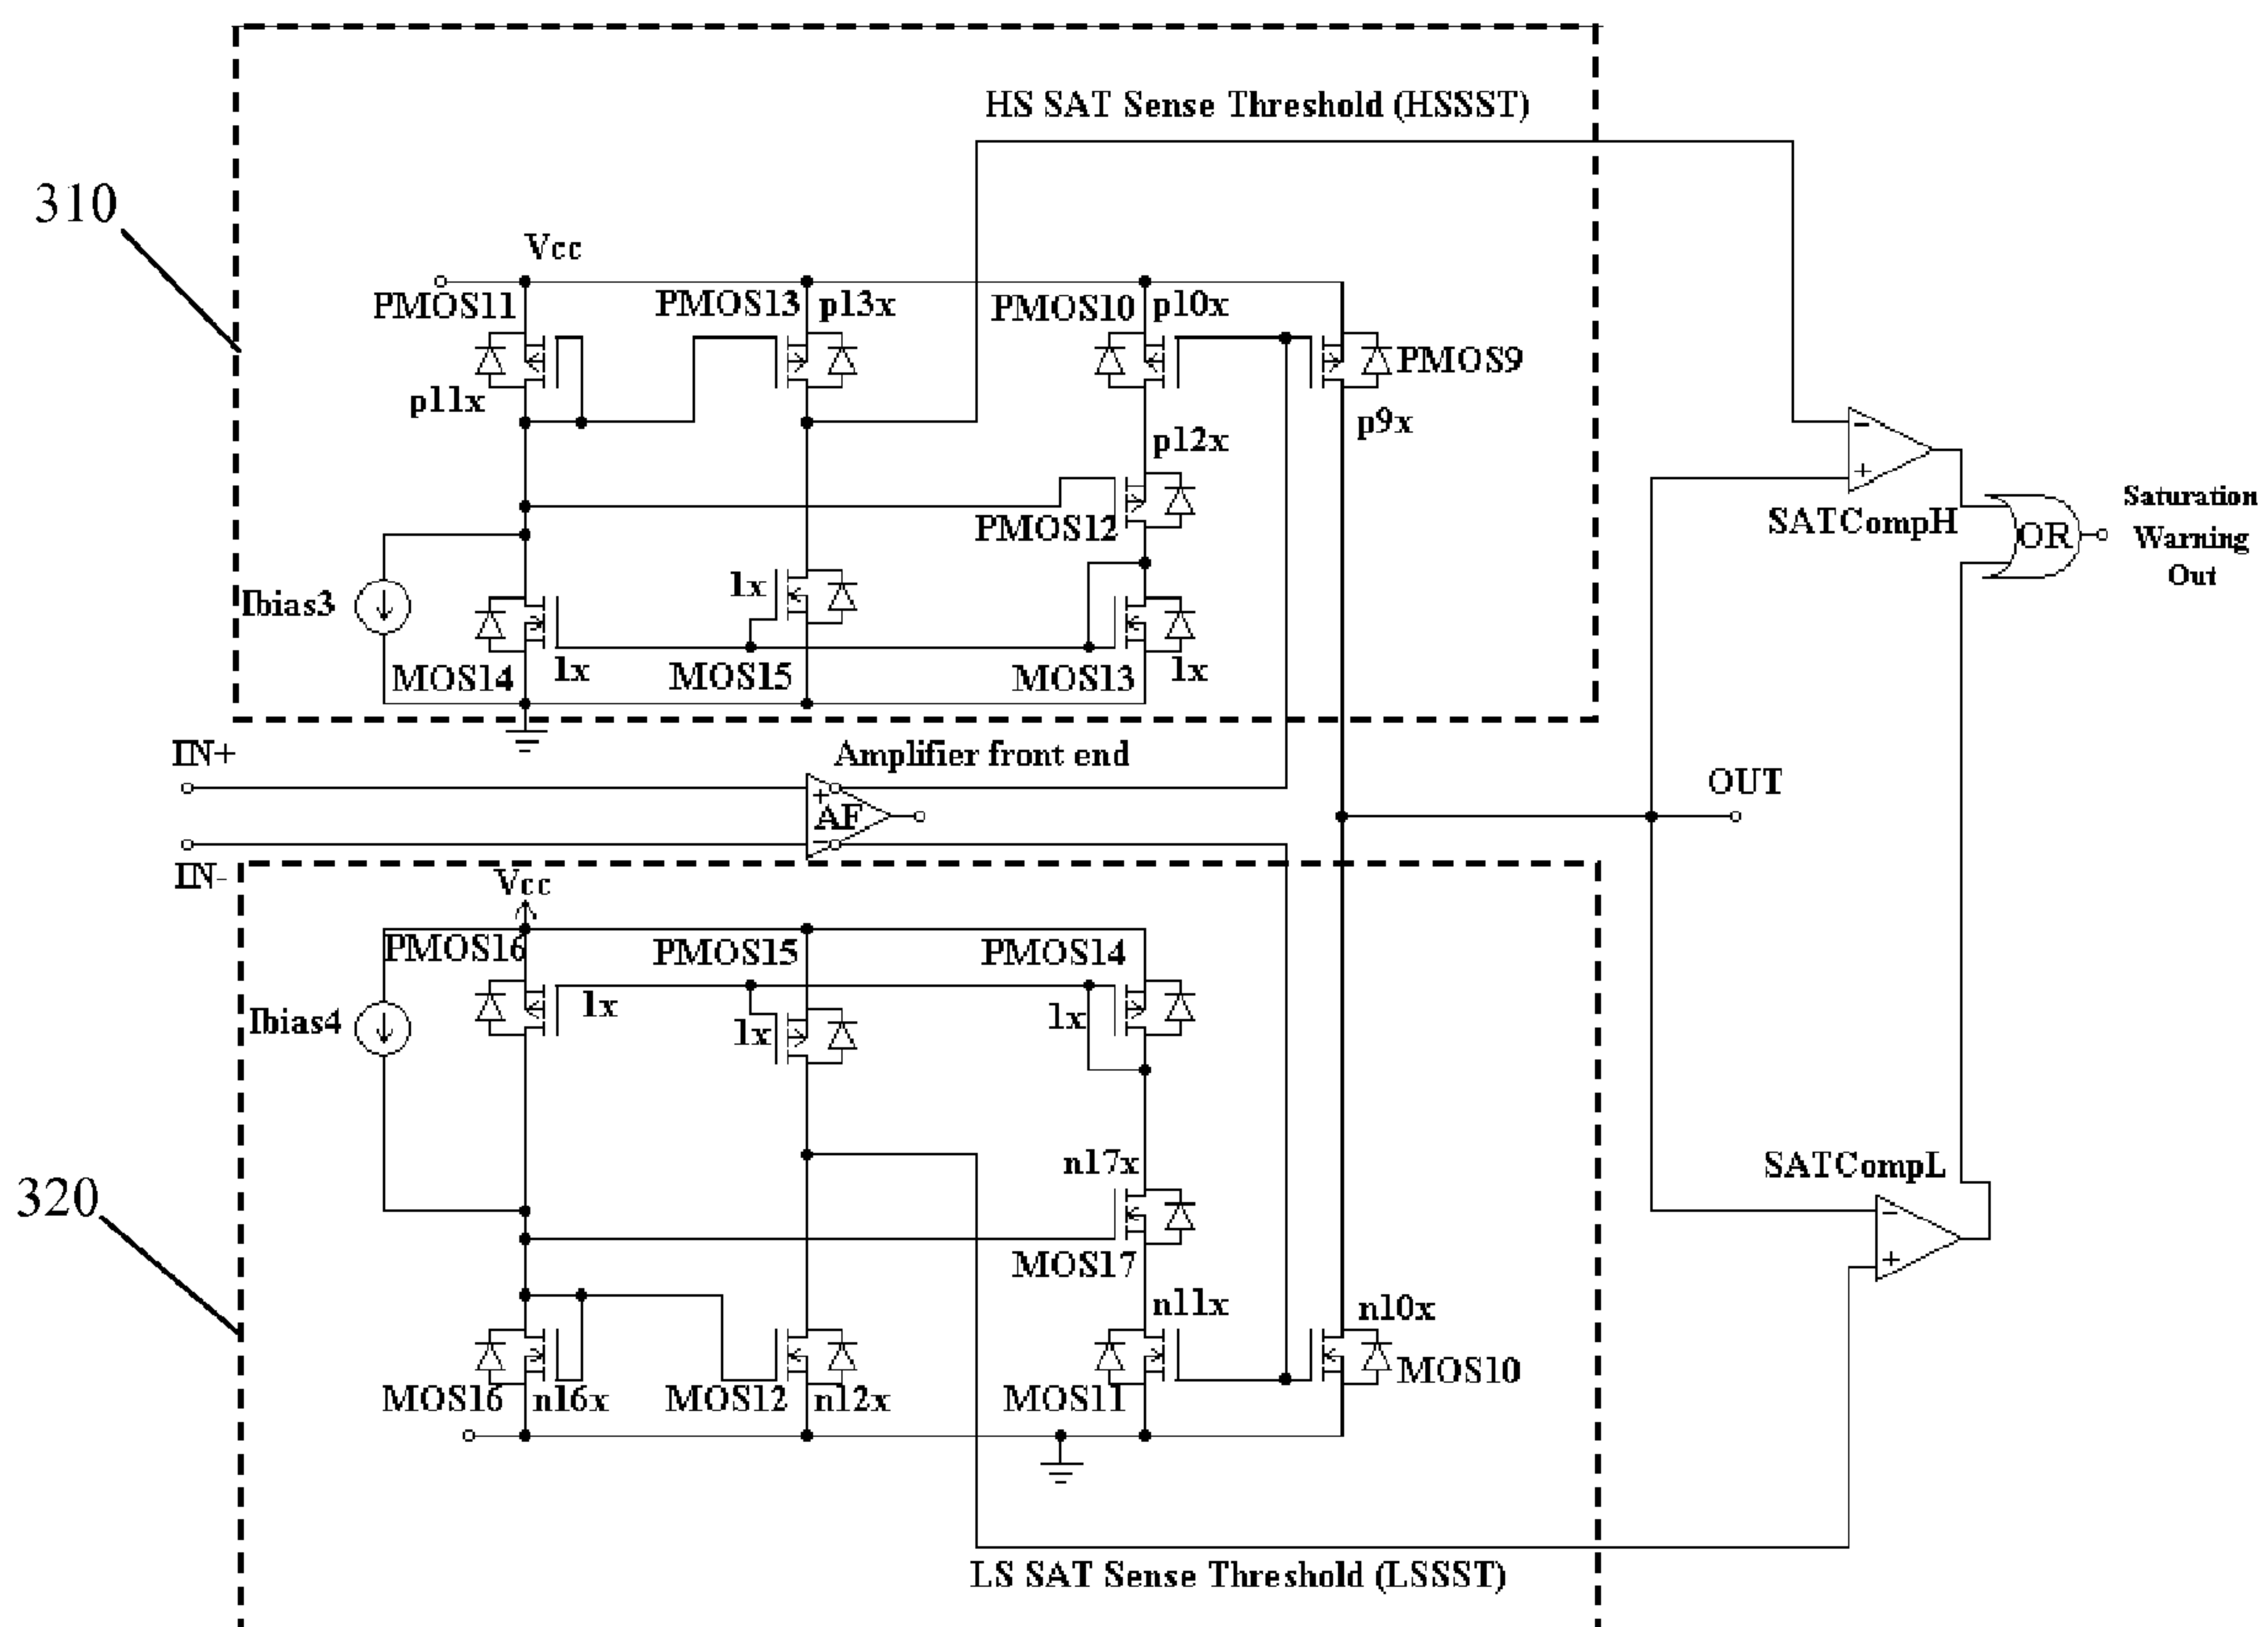 HS SAT Sense Threshold (HSSST)
310
Vcc
PMOS11
PMOS13
p13x
PMOS10
p10x
PMOS9
p11x
p9x
p12x
PMOS12
SATCompH
OR
Saturation
Warning
Out
Ibias3
1x
MOS14
1x
MOS15
MOS13
1x
IN+
Amplifier front end
+
AF
-
OUT
IN-
Vcc
PMOS16
PMOS15
PMOS14
Ibias4
1x
1x
1x
n17x
SATCompL
320
MOS17
n11x
n10x
MOS10
MOS16
n16x
MOS12
n12x
MOS11
LS SAT Sense Threshold (LSSST)
-
+
-
+